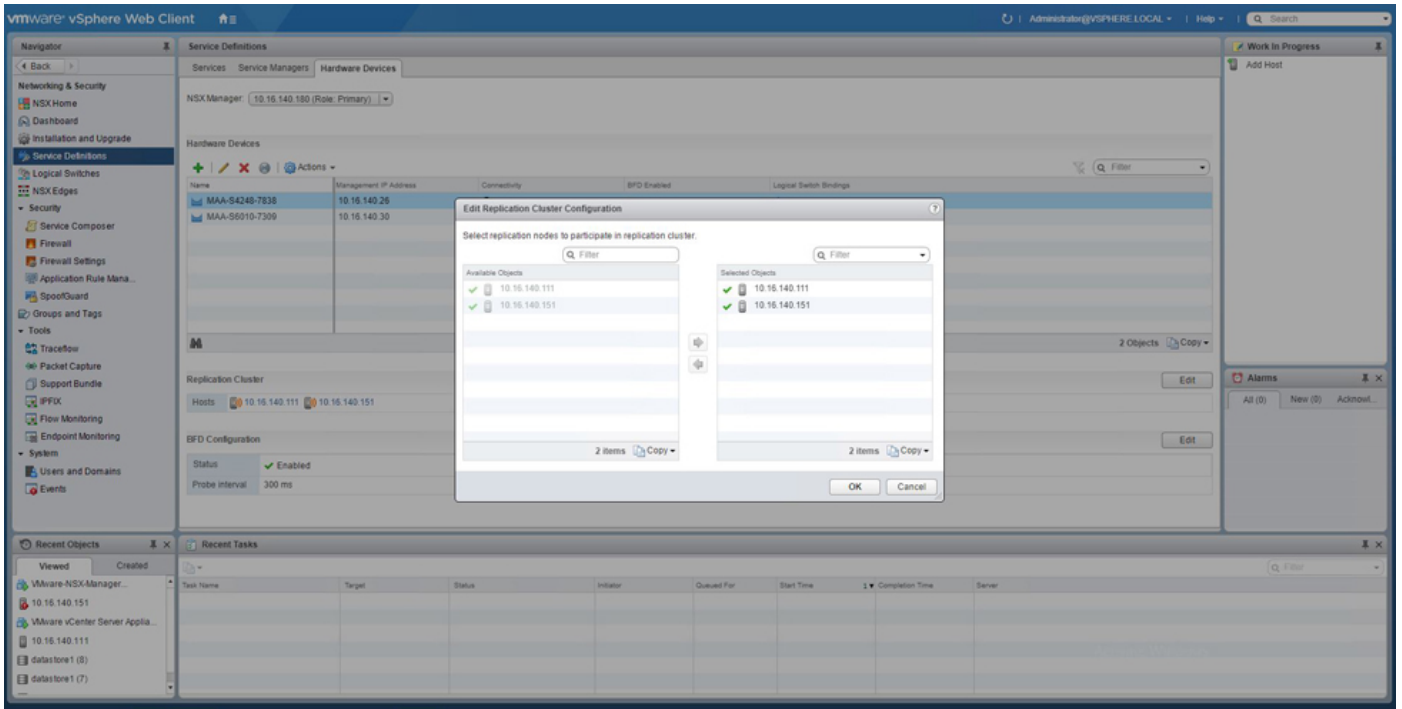 vmware® vSphere Web Client
Administrator@VSPHERE.LOCAL | Help | Search
Navigator
Back
Networking & Security
NSX Home
Dashboard
Installation and Upgrade
Service Definitions
Logical Switches
NSX Edges
Security
Service Composer
Firewall
Firewall Settings
Application Rule Mana...
SpoofGuard
Groups and Tags
Tools
Traceflow
Packet Capture
Support Bundle
IPFIX
Flow Monitoring
Endpoint Monitoring
System
Users and Domains
Events
Service Definitions
Services Service Managers Hardware Devices
NSX Manager: 10.16.140.180 (Role: Primary)
Hardware Devices
Actions
Filter
Name Management IP Address Connectivity BFD Enabled Logical Switch Bindings
MAA-S4248-7838 10.16.140.26
MAA-S6010-7309 10.16.140.30
2 Objects Copy
Replication Cluster
Edit
Hosts 10.16.140.111 10.16.140.151
BFD Configuration
Edit
Status Enabled
Probe interval 300 ms
Edit Replication Cluster Configuration
Select replication nodes to participate in replication cluster.
Filter Filter
Available Objects Selected Objects
10.16.140.111 10.16.140.111
10.16.140.151 10.16.140.151
2 items Copy 2 items Copy
OK Cancel
Work In Progress
Add Host
Alarms
All (0) New (0) Acknowl...
Recent Objects
Viewed Created
VMware-NSX-Manager...
10.16.140.151
VMware vCenter Server Applia...
10.16.140.111
datastore1 (8)
datastore1 (7)
Recent Tasks
Filter
Task Name Target Status Initiator Queued For Start Time 1 Completion Time Server